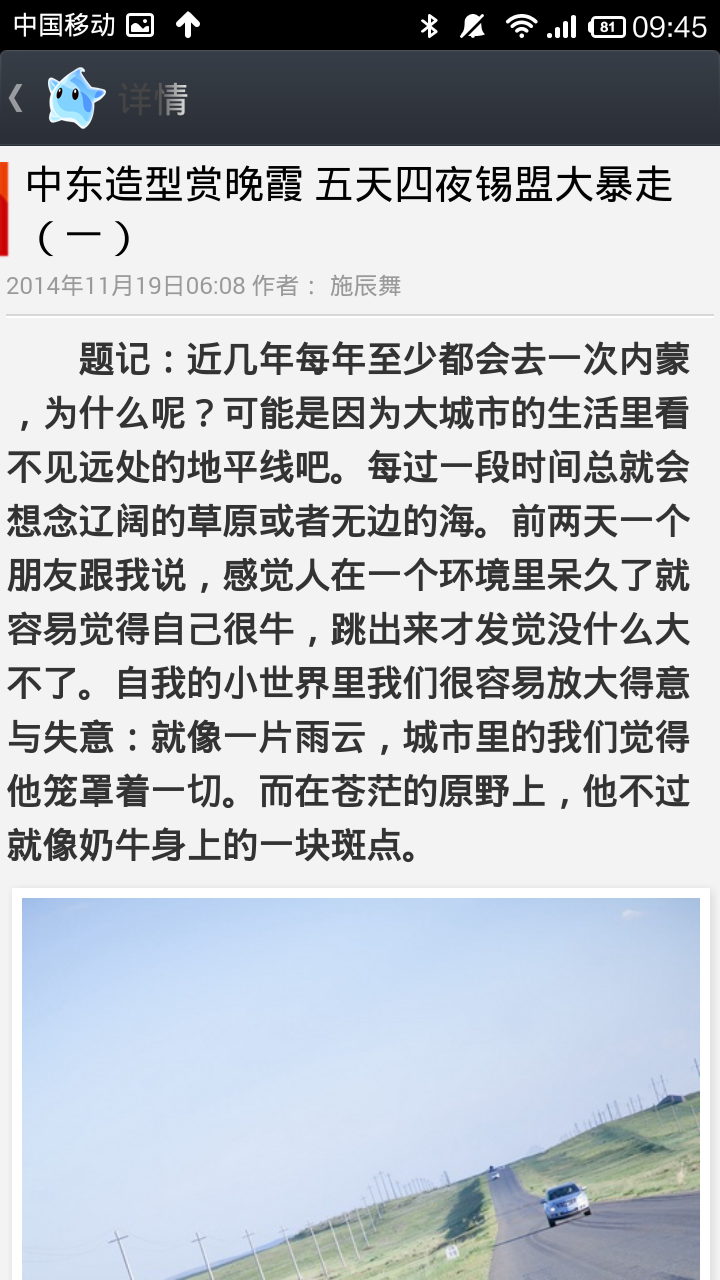 中国移动
81 09:45
详情
中东造型赏晚霞 五天四夜锡盟大暴走
（一）
2014年11月19日06:08 作者： 施辰舞
题记：近几年每年至少都会去一次内蒙
，为什么呢？可能是因为大城市的生活里看
不见远处的地平线吧。每过一段时间总就会
想念辽阔的草原或者无边的海。前两天一个
朋友跟我说，感觉人在一个环境里呆久了就
容易觉得自己很牛，跳出来才发觉没什么大
不了。自我的小世界里我们很容易放大得意
与失意：就像一片雨云，城市里的我们觉得
他笼罩着一切。而在苍茫的原野上，他不过
就像奶牛身上的一块斑点。